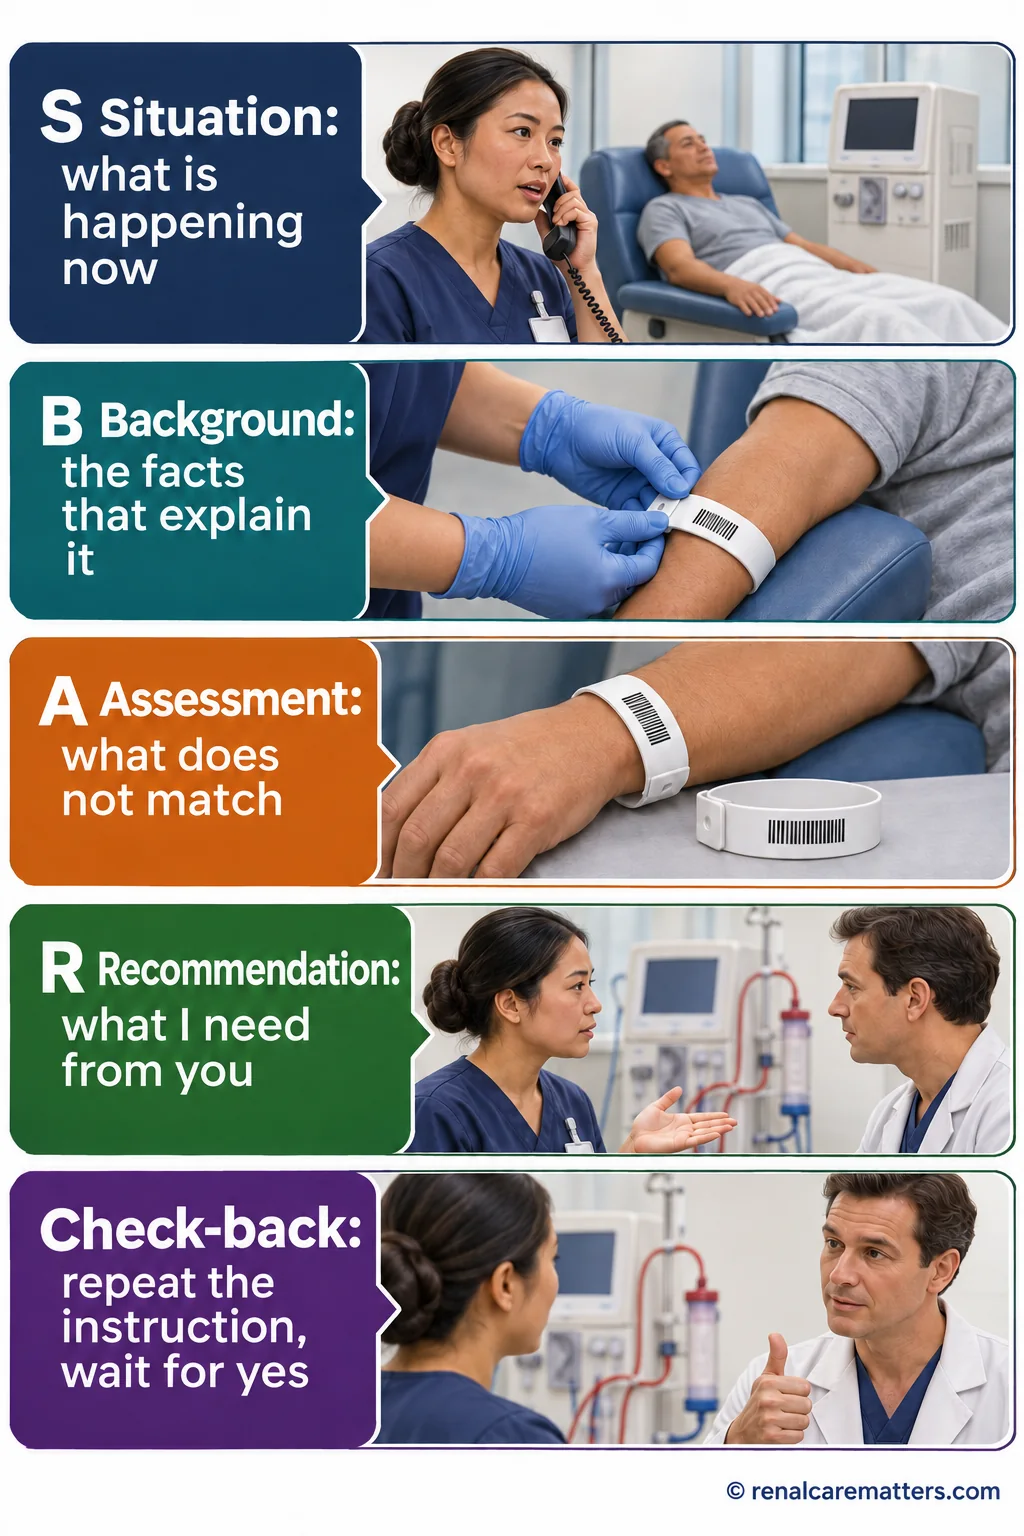 S Situation:
what is
happening
now
B Background:
the facts
that explain
it
A Assessment:
what does
not match
R Recommendation:
what I need
from you
Check-back:
repeat the
instruction,
wait for yes
© renalcarematters.com